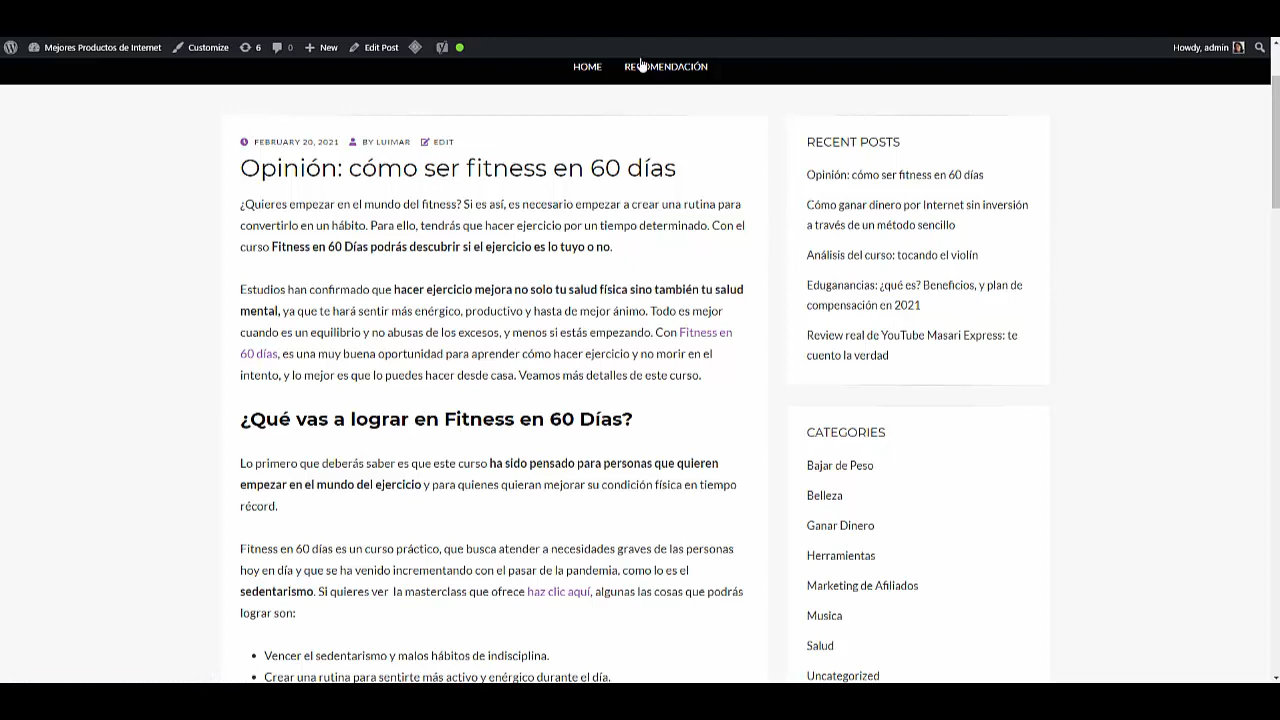 Mejores Productos de Internet Customize 6 0 New Edit Post Howdy, admin
HOME RECOMENDACIÓN
FEBRUARY 20, 2021 BY LUIMAR EDIT
Opinión: cómo ser fitness en 60 días
¿Quieres empezar en el mundo del fitness? Si es así, es necesario empezar a crear una rutina para
convertirlo en un hábito. Para ello, tendrás que hacer ejercicio por un tiempo determinado. Con el
curso Fitness en 60 Días podrás descubrir si el ejercicio es lo tuyo o no.
Estudios han confirmado que hacer ejercicio mejora no solo tu salud física sino también tu salud
mental, ya que te hará sentir más enérgico, productivo y hasta de mejor ánimo. Todo es mejor
cuando es un equilibrio y no abusas de los excesos, y menos si estás empezando. Con Fitness en
60 días, es una muy buena oportunidad para aprender cómo hacer ejercicio y no morir en el
intento, y lo mejor es que lo puedes hacer desde casa. Veamos más detalles de este curso.
¿Qué vas a lograr en Fitness en 60 Días?
Lo primero que deberás saber es que este curso ha sido pensado para personas que quieren
empezar en el mundo del ejercicio y para quienes quieran mejorar su condición física en tiempo
récord.
Fitness en 60 días es un curso práctico, que busca atender a necesidades graves de las personas
hoy en día y que se ha venido incrementando con el pasar de la pandemia, como lo es el
sedentarismo. Si quieres ver la masterclass que ofrece haz clic aquí, algunas las cosas que podrás
lograr son:
• Vencer el sedentarismo y malos hábitos de indisciplina.
• Crear una rutina para sentirte más activo y enérgico durante el día.
RECENT POSTS
Opinión: cómo ser fitness en 60 días
Cómo ganar dinero por Internet sin inversión
a través de un método sencillo
Análisis del curso: tocando el violín
Eduganancias: ¿qué es? Beneficios, y plan de
compensación en 2021
Review real de YouTube Masari Express: te
cuento la verdad
CATEGORIES
Bajar de Peso
Belleza
Ganar Dinero
Herramientas
Marketing de Afiliados
Musica
Salud
Uncategorized